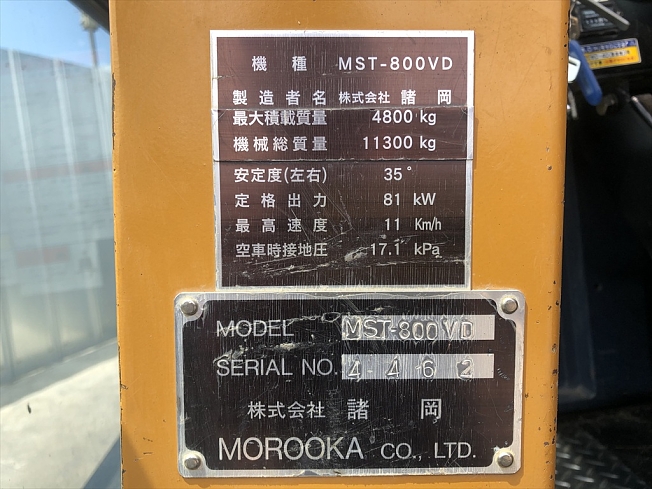 機種 MST-800VD
製造者名 株式会社 諸岡
最大積載質量 4800 kg
機械総質量 11300 kg
安定度(左右) 35°
定格出力 81 kW
最高速度 11 Km/h
空車時接地圧 17.1 kPa
MODEL MST-800VD
SERIAL NO. 4462
株式会社 諸岡
MOROOKA CO., LTD.